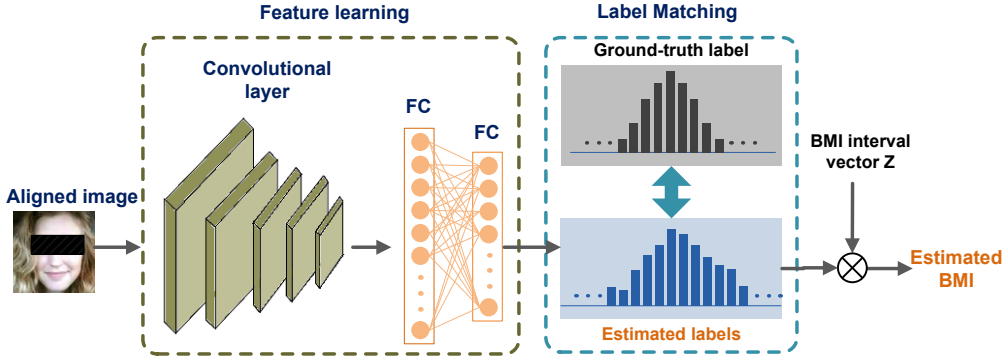 Feature learning
Label Matching
Convolutional
layer
FC
FC
Ground-truth label
BMI interval
vector Z
Aligned image
Estimated
BMI
Estimated labels